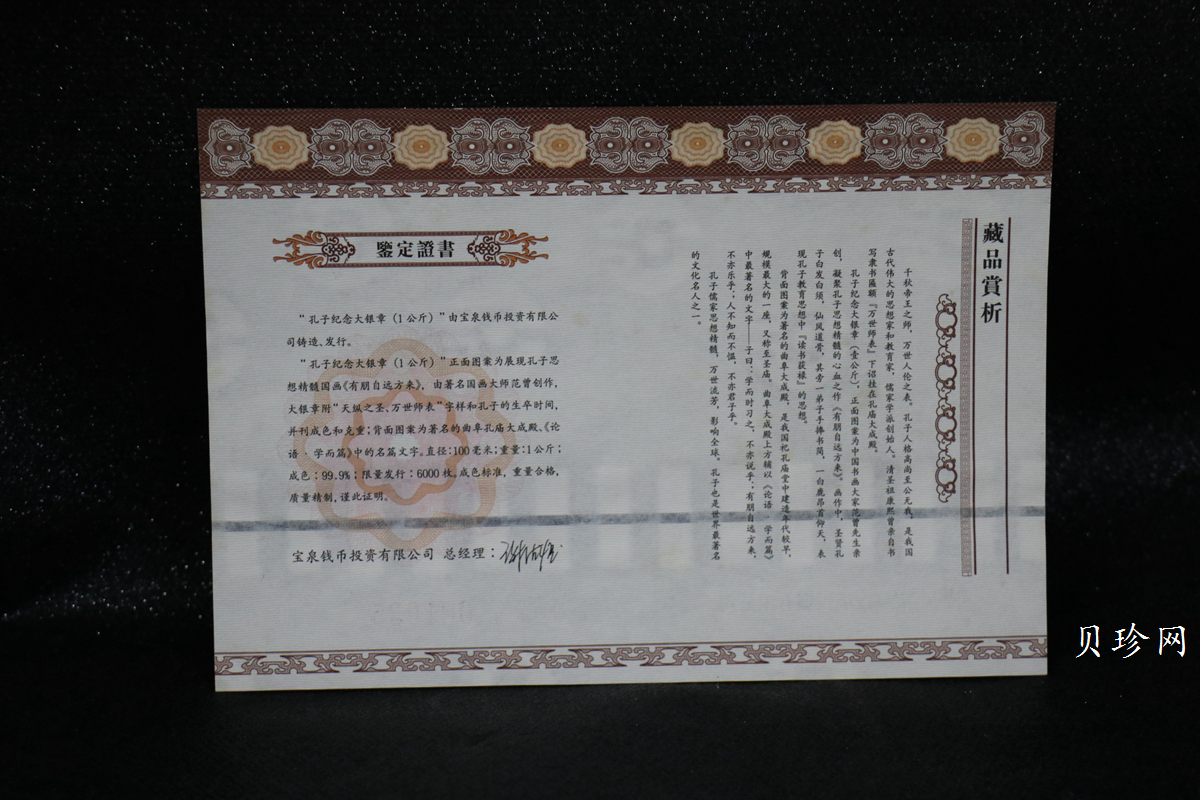 鑒定證書
“孔子纪念大银章（1公斤）”由宝泉钱币投资有限公
司铸造、发行。
“孔子纪念大银章（1公斤）”正面图案为展现孔子思
想精髓国画《有朋自远方来》，由著名国画大师范曾创作，
大银章附“天纵之圣、万世师表”字样和孔子的生卒时间，
并刊成色和克重；背面图案为著名的曲阜孔庙大成殿、《论
语·学而篇》中的名篇文字。直径：100毫米；重量：1公斤；
成色：99.9%；限量发行：6000枚。成色标准，重量合格，
质量精制，谨此证明。
宝泉钱币投资有限公司 总经理：
藏品賞析
千秋帝王之师，万世人伦之表。孔子人格高尚至公无我，是我国
古代伟大的思想家和教育家，儒家学派创始人。清圣祖康熙曾亲自书
写隶书匾额『万世师表』下诏挂在孔庙大成殿。
孔子纪念大银章（壹公斤），正面图案为中国书画大家范曾先生亲
创，凝聚孔子思想精髓的心血之作《有朋自远方来》。画作中，圣贤孔
子白发白须，仙风道骨，其旁一弟子手捧书简，一白鹿昂首仰天，表
现孔子教育思想中『读书获禄』的思想。
背面图案为著名的曲阜大成殿，是我国祀孔庙堂中建造年代较早，
规模最大的一座，又称至圣庙。曲阜大成殿上方辅以《论语·学而篇》
中最著名的文字——子曰：学而时习之，不亦说乎；有朋自远方来，
不亦乐乎；人不知而不愠，不亦君子乎。
孔子儒家思想精髓，万世流芳，影响全球。孔子也是世界最著名
的文化名人之一。
贝珍网